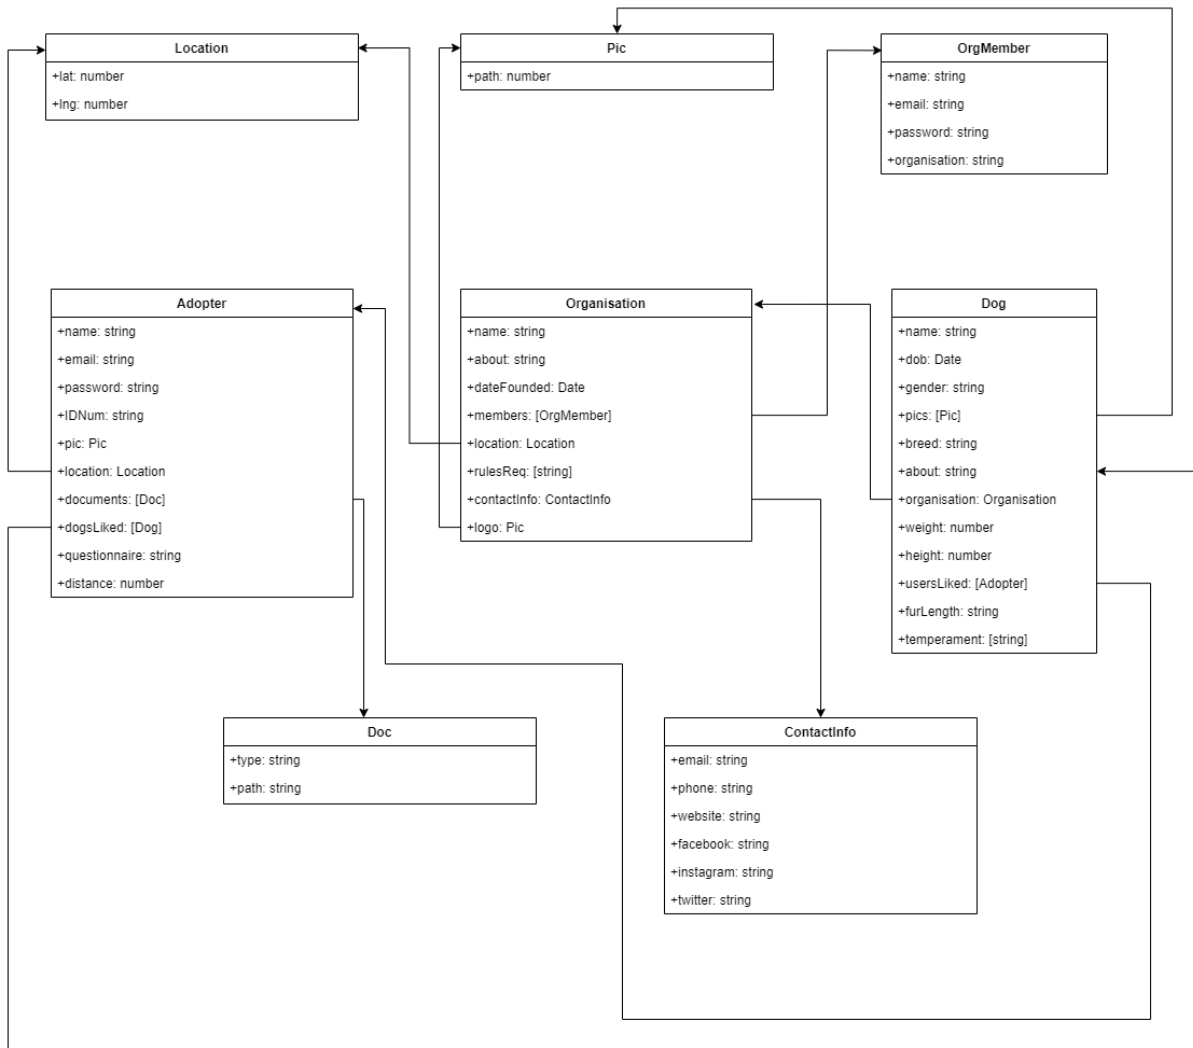 Location
+lat: number
+lng: number
Pic
+path: number
OrgMember
+name: string
+email: string
+password: string
+organisation: string
Adopter
+name: string
+email: string
+password: string
+IDNum: string
+pic: Pic
+location: Location
+documents: [Doc]
+dogsLiked: [Dog]
+questionnaire: string
+distance: number
Organisation
+name: string
+about: string
+dateFounded: Date
+members: [OrgMember]
+location: Location
+rulesReq: [string]
+contactInfo: ContactInfo
+logo: Pic
Dog
+name: string
+dob: Date
+gender: string
+pics: [Pic]
+breed: string
+about: string
+organisation: Organisation
+weight: number
+height: number
+usersLiked: [Adopter]
+furLength: string
+temperament: [string]
Doc
+type: string
+path: string
ContactInfo
+email: string
+phone: string
+website: string
+facebook: string
+instagram: string
+twitter: string